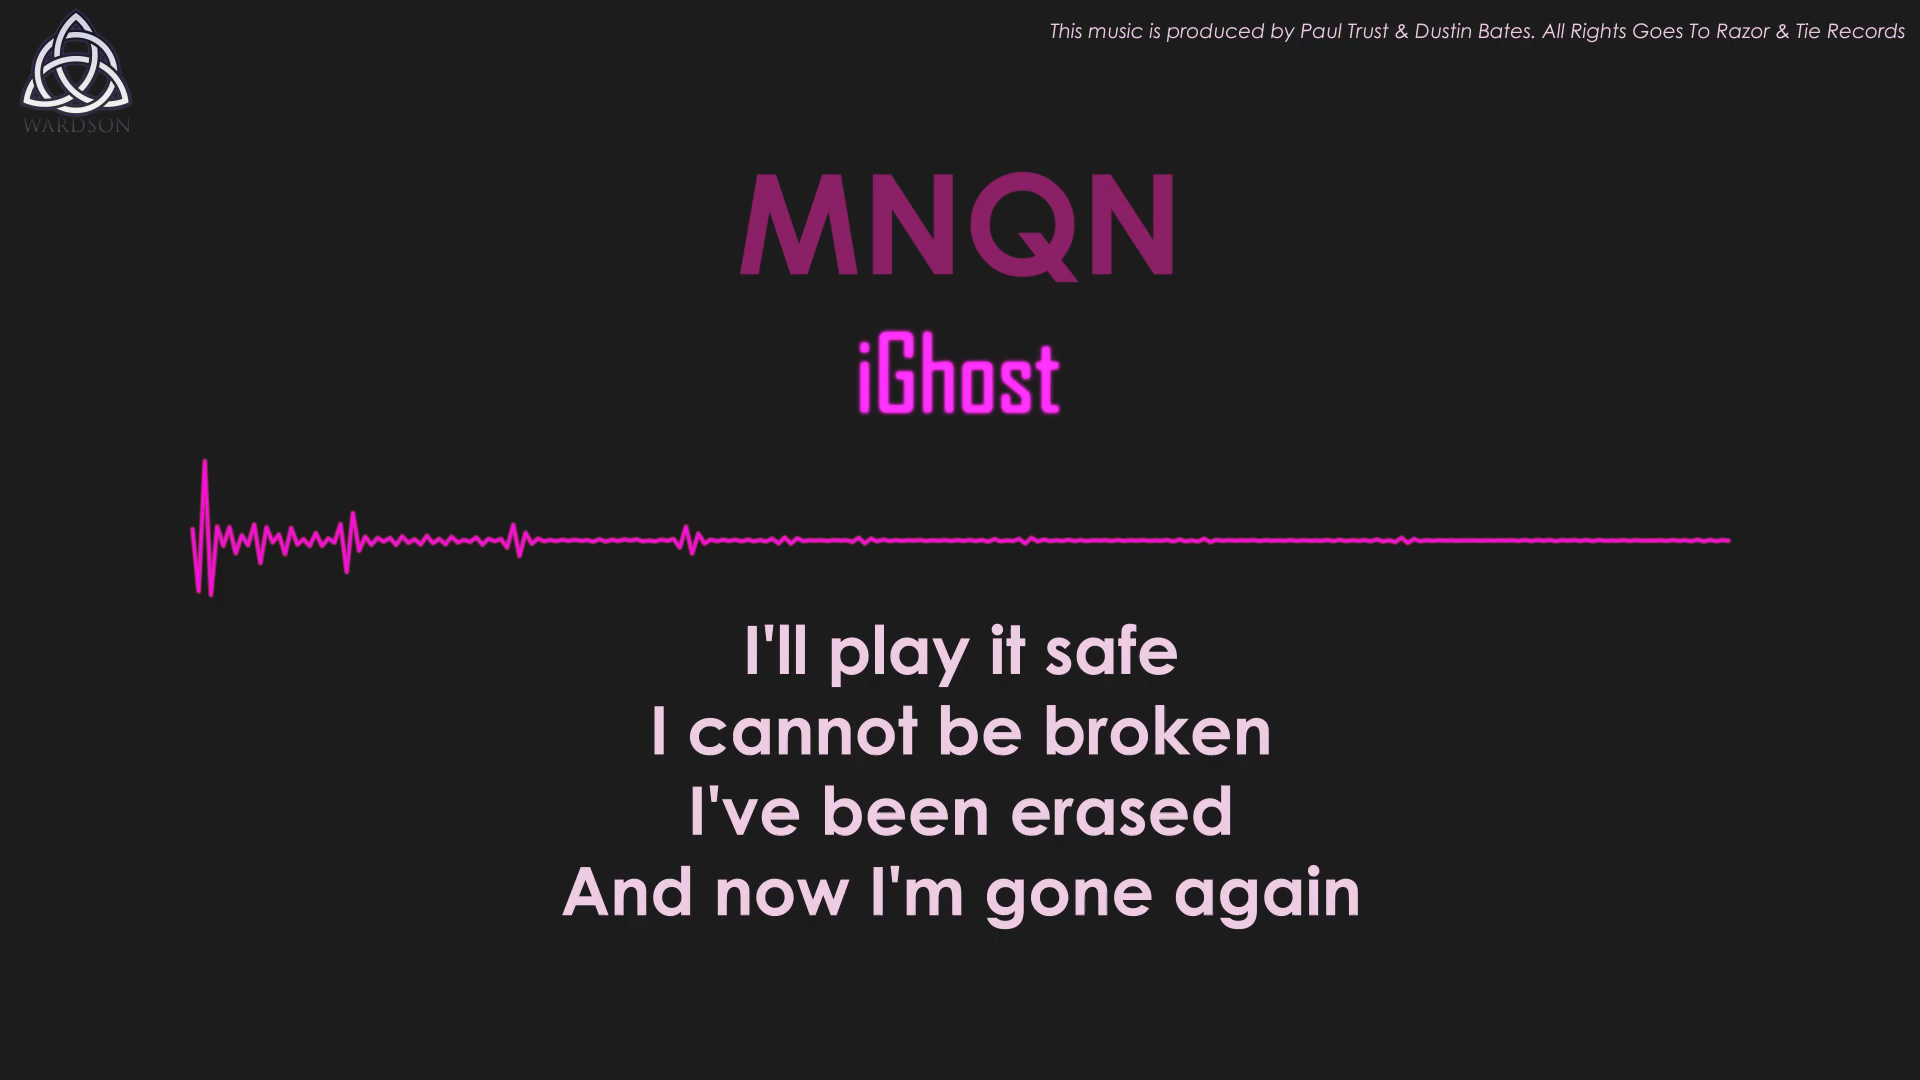 This music is produced by Paul Trust & Dustin Bates. All Rights Goes To Razor & Tie Records
WARDSON
MNQN
iGhost
I'll play it safe
I cannot be broken
I've been erased
And now I'm gone again